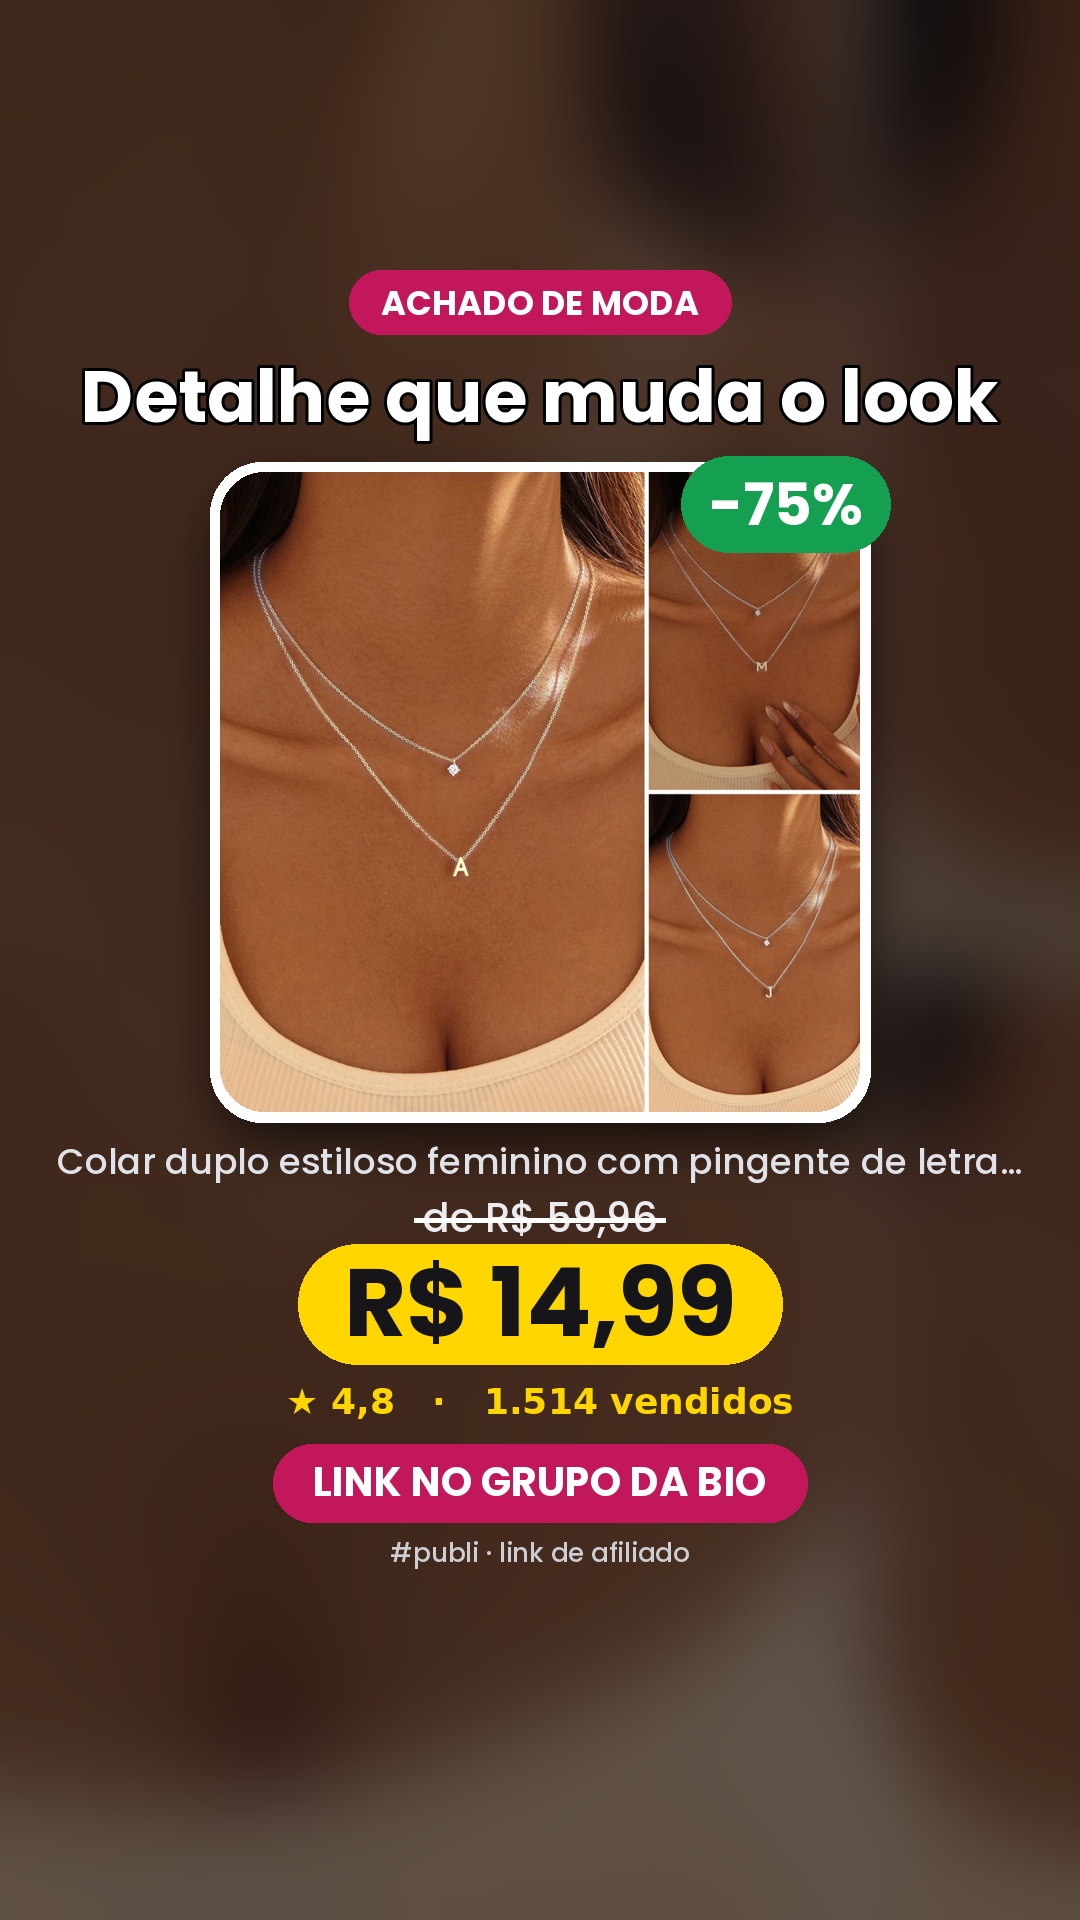 ACHADO DE MODA
Detalhe que muda o look
-75%
M
A
J
Colar duplo estiloso feminino com pingente de letra...
de R$ 59,96
R$ 14,99
★ 4,8 · 1.514 vendidos
LINK NO GRUPO DA BIO
#publi · link de afiliado